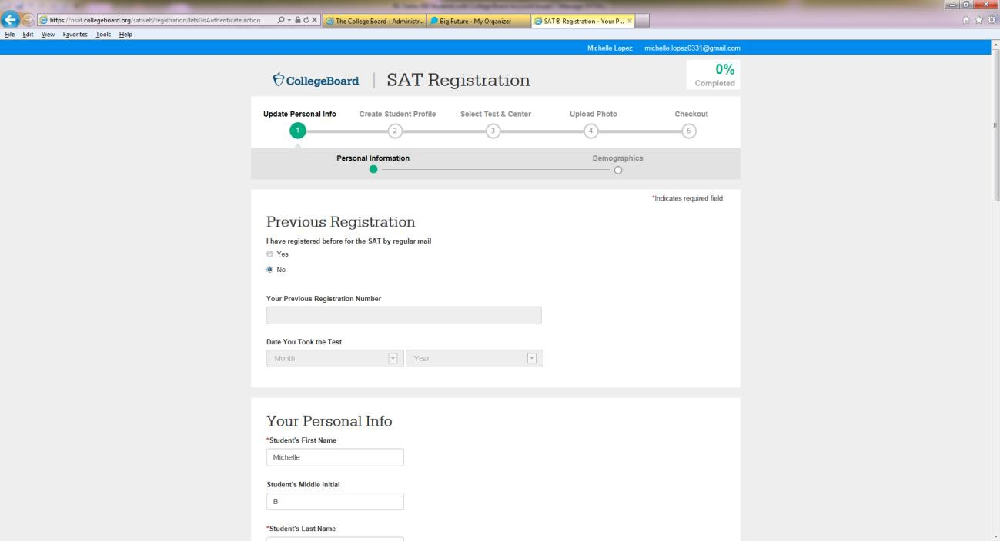 https://nsat.collegeboard.org/satweb/registration/letsGoAuthenticate.action
The College Board - Administr...
Big Future - My Organizer
SAT® Registration - Your P...
File Edit View Favorites Tools Help
Michelle Lopez michelle.lopez0331@gmail.com
CollegeBoard
SAT Registration
0%
Completed
Update Personal Info Create Student Profile Select Test & Center Upload Photo Checkout
1 2 3 4 5
Personal Information Demographics
*Indicates required field.
Previous Registration
I have registered before for the SAT by regular mail
Yes
No
Your Previous Registration Number
Date You Took the Test
Month Year
Your Personal Info
*Student's First Name
Michelle
Student's Middle Initial
B
*Student's Last Name